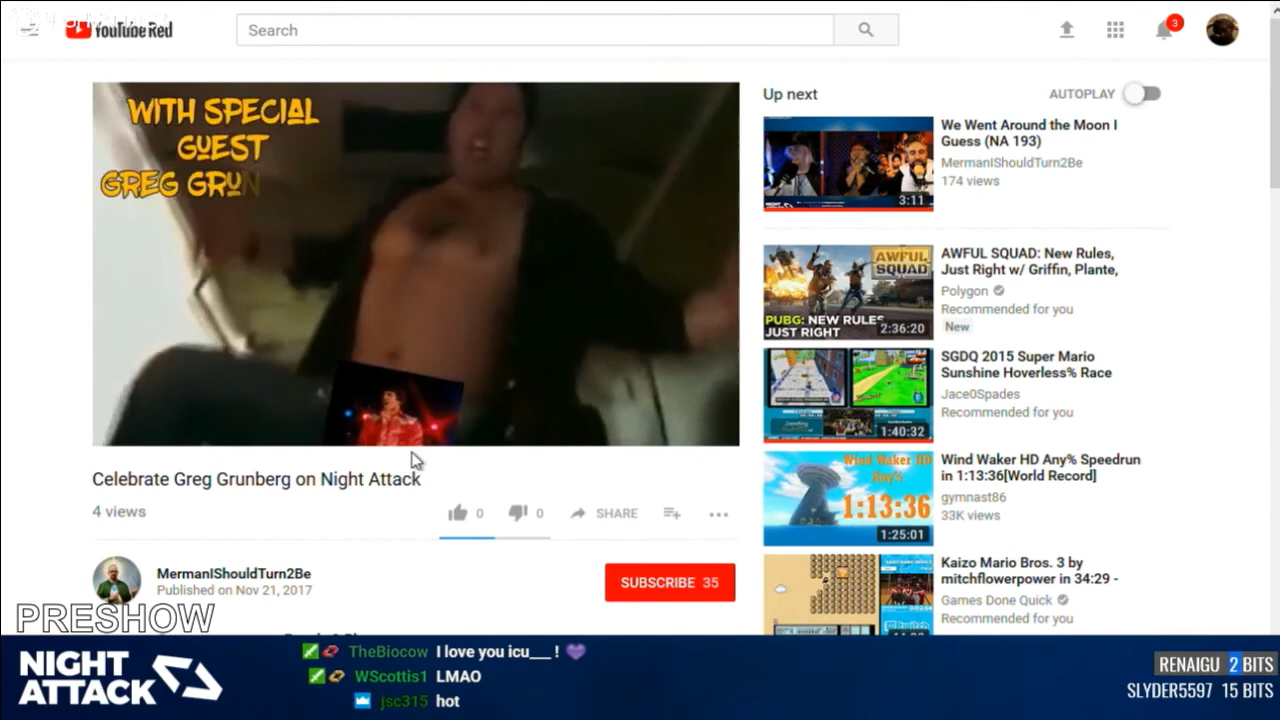 YouTube Red
Search
3
WITH SPECIAL
GUEST
GREG GRUN
Up next
AUTOPLAY
We Went Around the Moon I
Guess (NA 193)
MermanIShouldTurn2Be
174 views
3:11
AWFUL SQUAD: New Rules,
Just Right w/ Griffin, Plante,
Polygon
Recommended for you
New
AWFUL
SQUAD
PUBG: NEW RULES
JUST RIGHT
2:36:20
SGDQ 2015 Super Mario
Sunshine Hoverless% Race
Jace0Spades
Recommended for you
1:40:32
Wind Waker HD Any% Speedrun
in 1:13:36[World Record]
gymnast86
33K views
Wind Waker HD
Any%
1:13:36
1:25:01
Kaizo Mario Bros. 3 by
mitchflowerpower in 34:29 -
Games Done Quick
Recommended for you
twitch
Celebrate Greg Grunberg on Night Attack
4 views
0
0
SHARE
MermanIShouldTurn2Be
Published on Nov 21, 2017
SUBSCRIBE 35
PRESHOW
NIGHT
ATTACK
TheBiocow I love you icu___ !
WScottis1 LMAO
jsc315 hot
RENAIGU 2 BITS
SLYDER5597 15 BITS